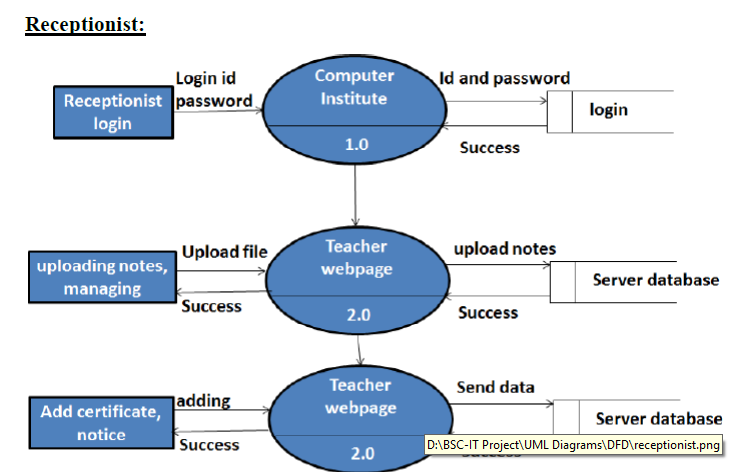 Receptionist:
Receptionist
login
Login id
password
Computer
Institute
1.0
Id and password
login
Success
uploading notes,
managing
Upload file
Success
Teacher
webpage
2.0
upload notes
Server database
Success
Add certificate,
notice
adding
Success
Teacher
webpage
2.0
Send data
Server database
D:\BSC-IT Project\UML Diagrams\DFD\receptionist.png